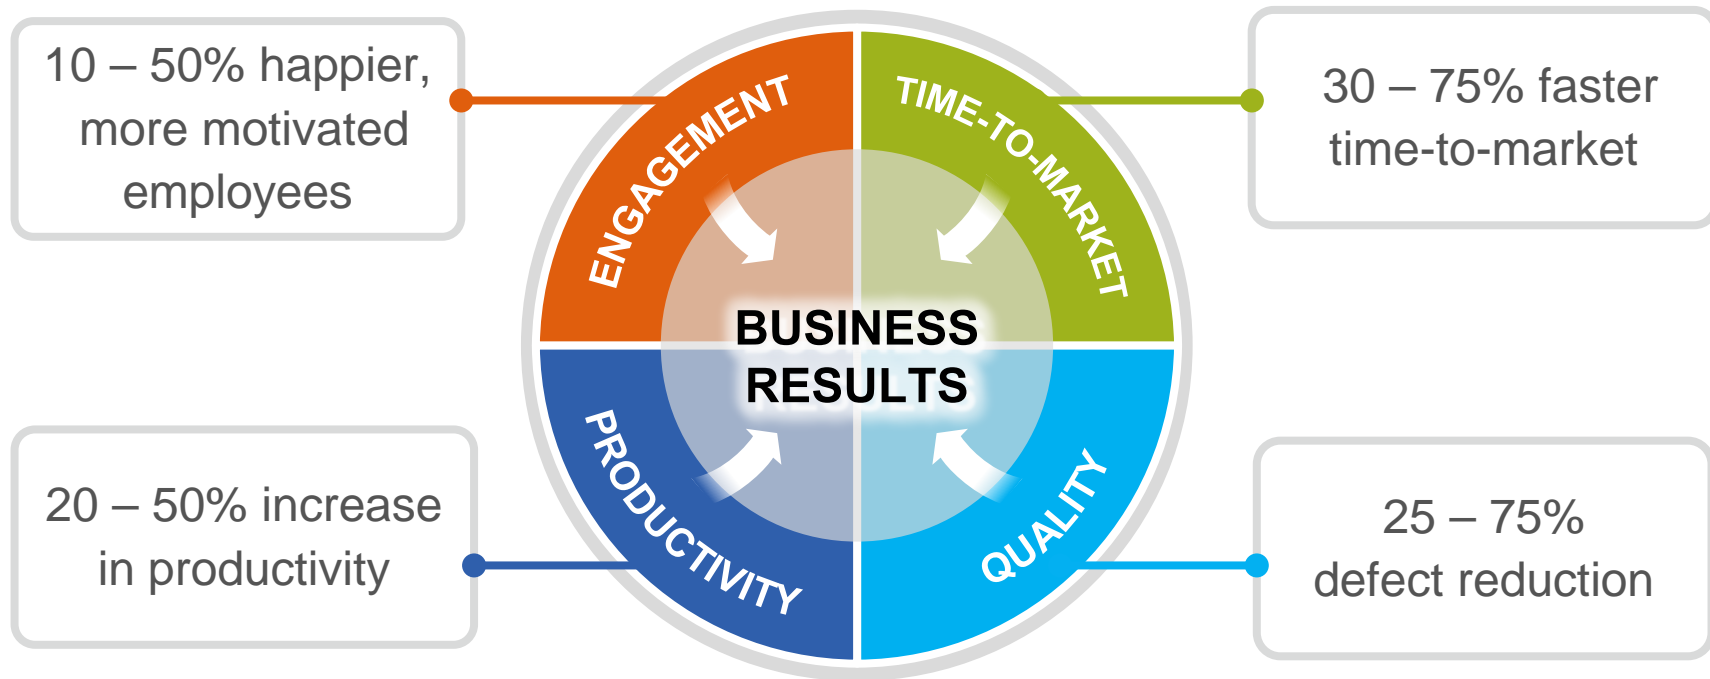 10 – 50% happier,
more motivated
employees
ENGAGEMENT
TIME-TO-MARKET
30 – 75% faster
time-to-market
BUSINESS
RESULTS
20 – 50% increase
in productivity
PRODUCTIVITY
QUALITY
25 – 75%
defect reduction